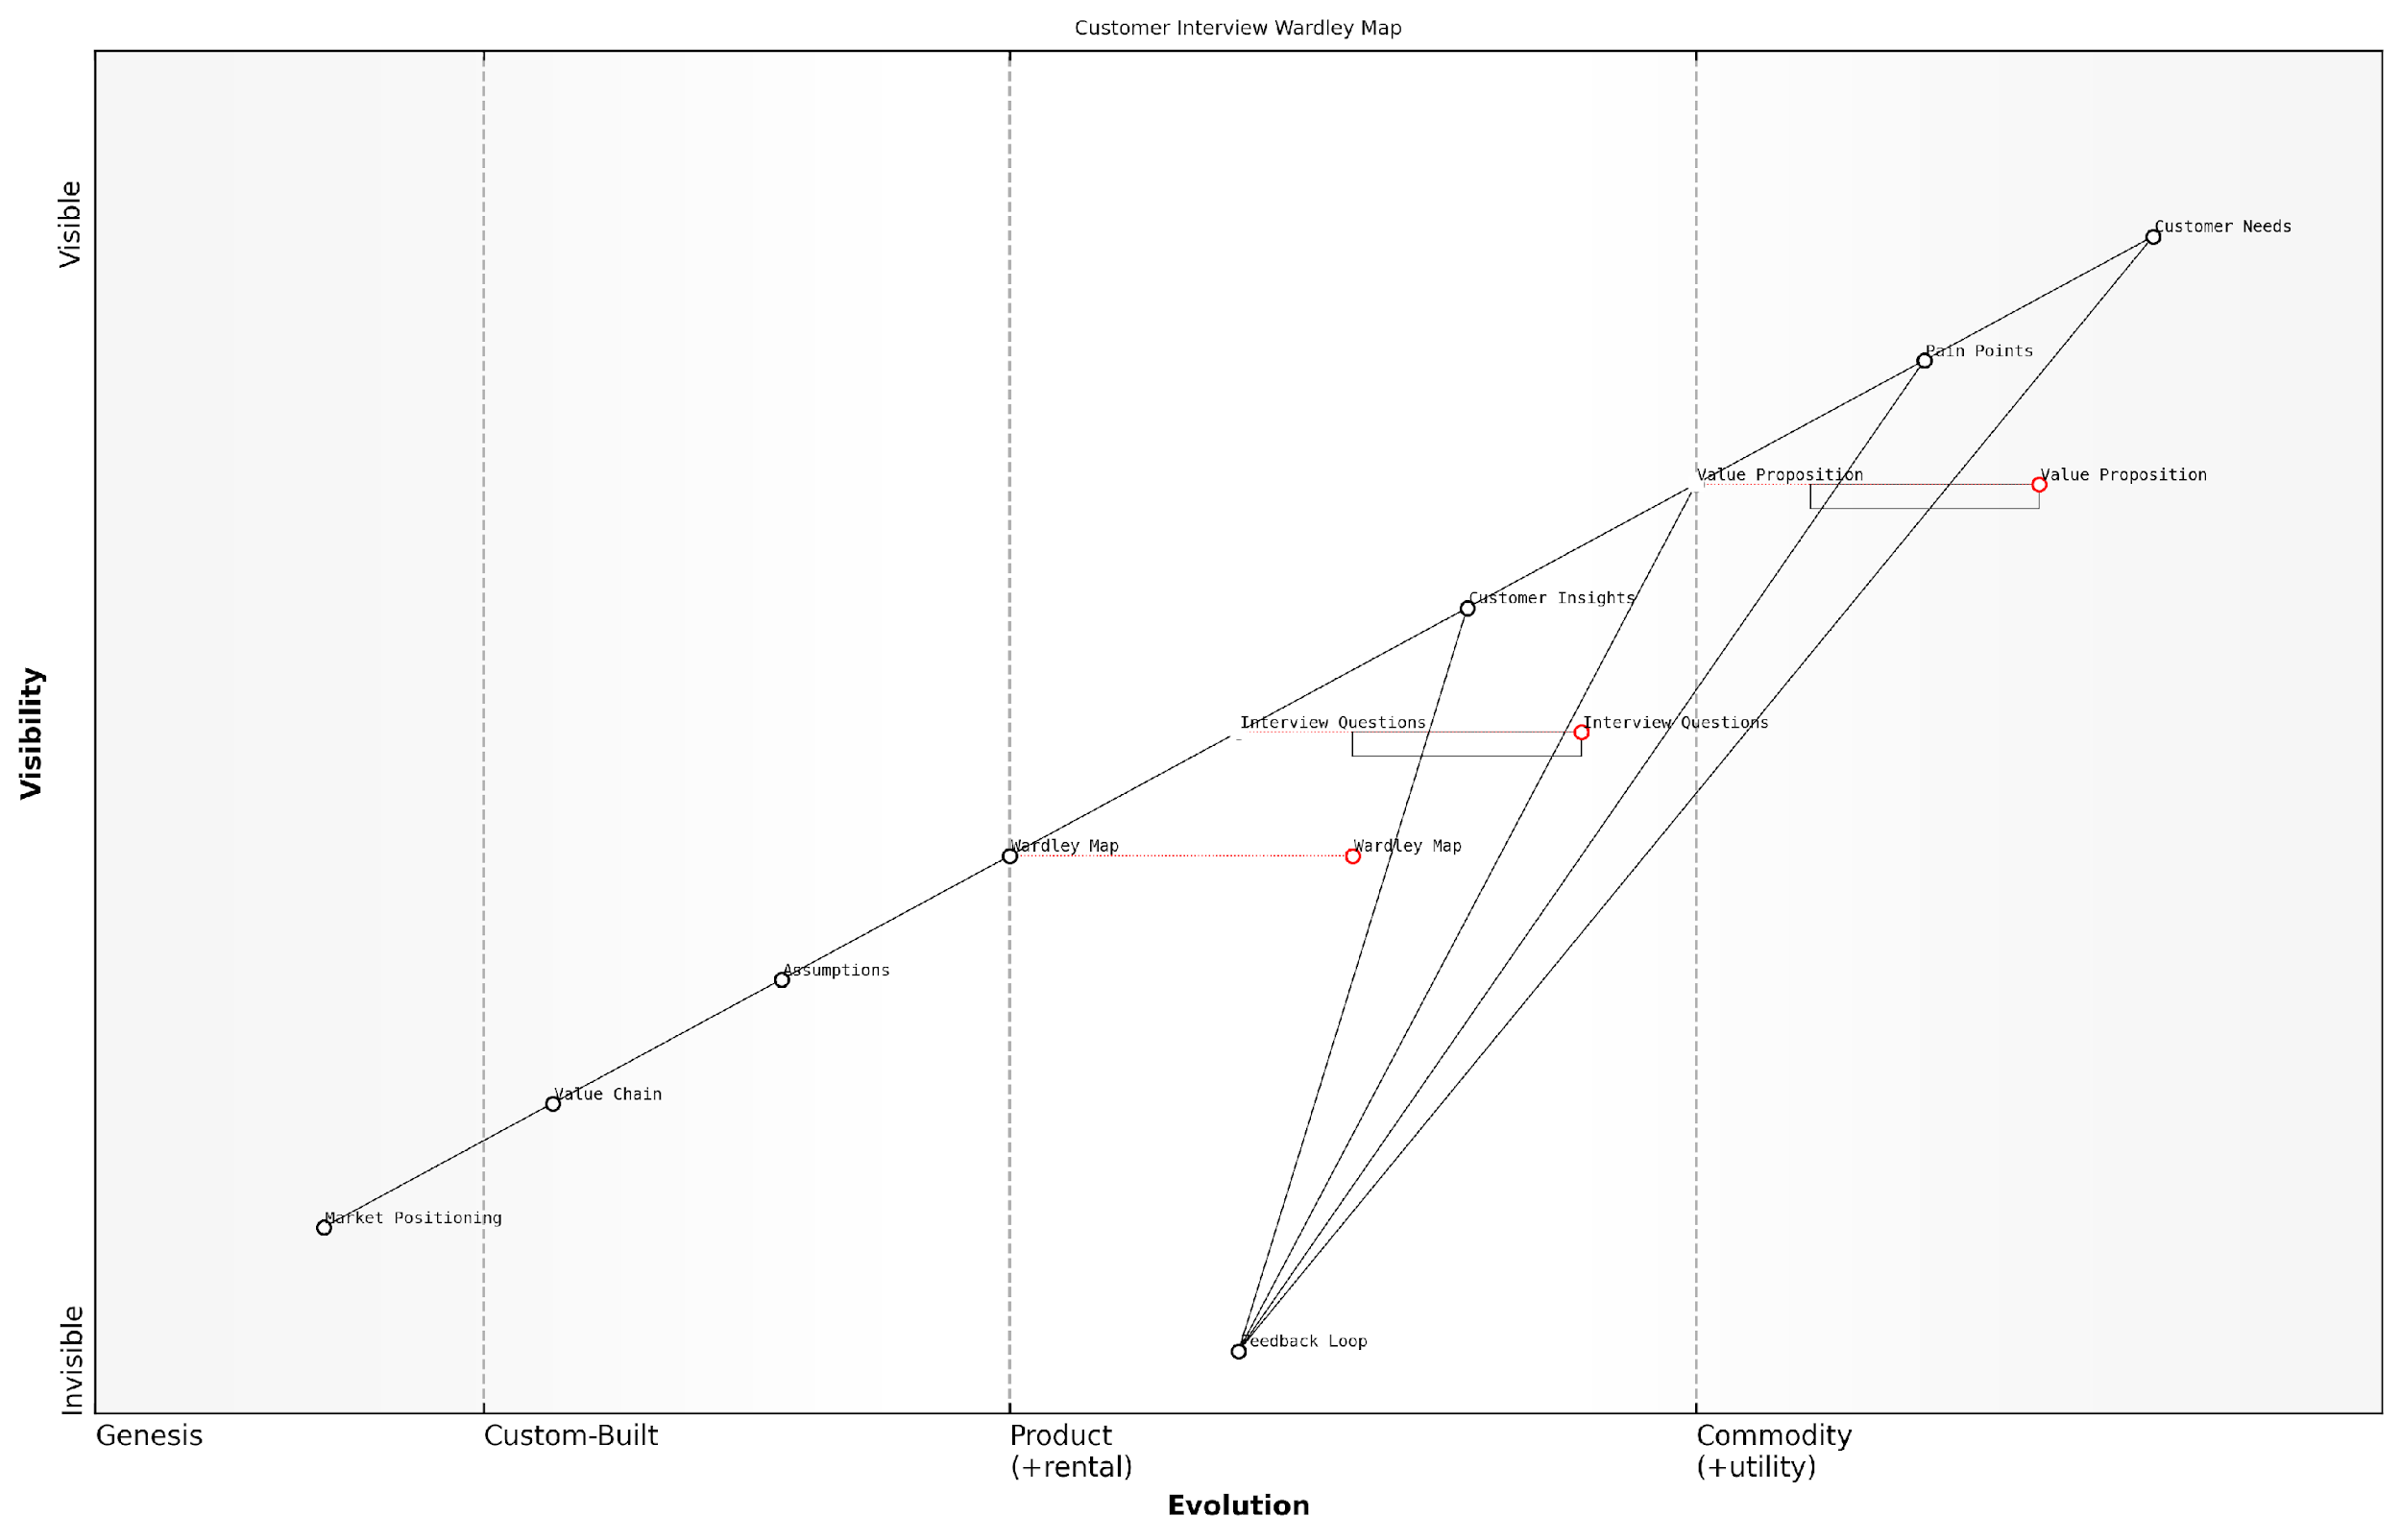 Customer Interview Wardley Map
Visible
Customer Needs
Pain Points
Value Proposition
Value Proposition
Customer Insights
Visibility
Interview Questions
Interview Questions
Wardley Map
Wardley Map
Assumptions
Value Chain
Market Positioning
Invisible
Feedback Loop
Genesis
Custom-Built
Product
(+rental)
Commodity
(+utility)
Evolution